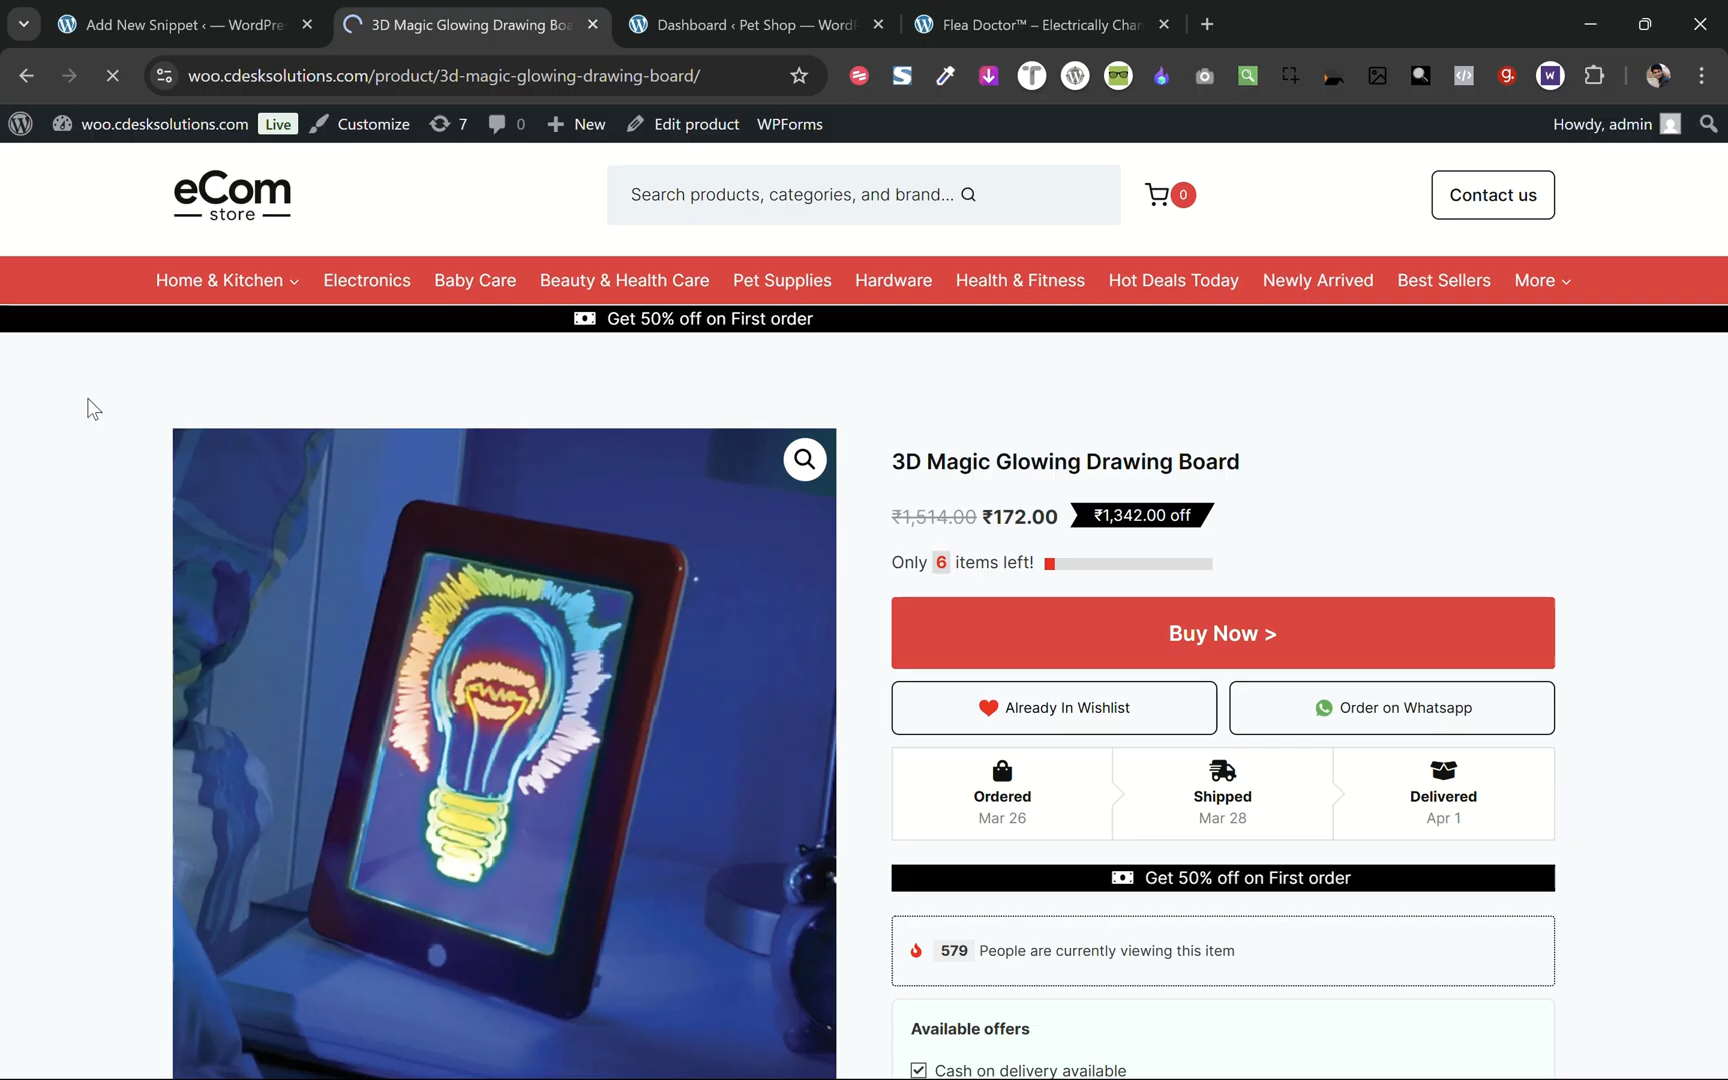 Add New Snippet ‹ — WordPre
3D Magic Glowing Drawing Boa
Dashboard ‹ Pet Shop — WordP
Flea Doctor™ – Electrically Char
woo.cdesksolutions.com/product/3d-magic-glowing-drawing-board/
woo.cdesksolutions.com Live Customize 7 0 New Edit product WPForms Howdy, admin
eCom
store
Search products, categories, and brand...
0
Contact us
Home & Kitchen Electronics Baby Care Beauty & Health Care Pet Supplies Hardware Health & Fitness Hot Deals Today Newly Arrived Best Sellers More
Get 50% off on First order
3D Magic Glowing Drawing Board
₹1,514.00 ₹172.00 ₹1,342.00 off
Only 6 items left!
Buy Now >
Already In Wishlist
Order on Whatsapp
Ordered
Mar 26
Shipped
Mar 28
Delivered
Apr 1
Get 50% off on First order
579 People are currently viewing this item
Available offers
Cash on delivery available